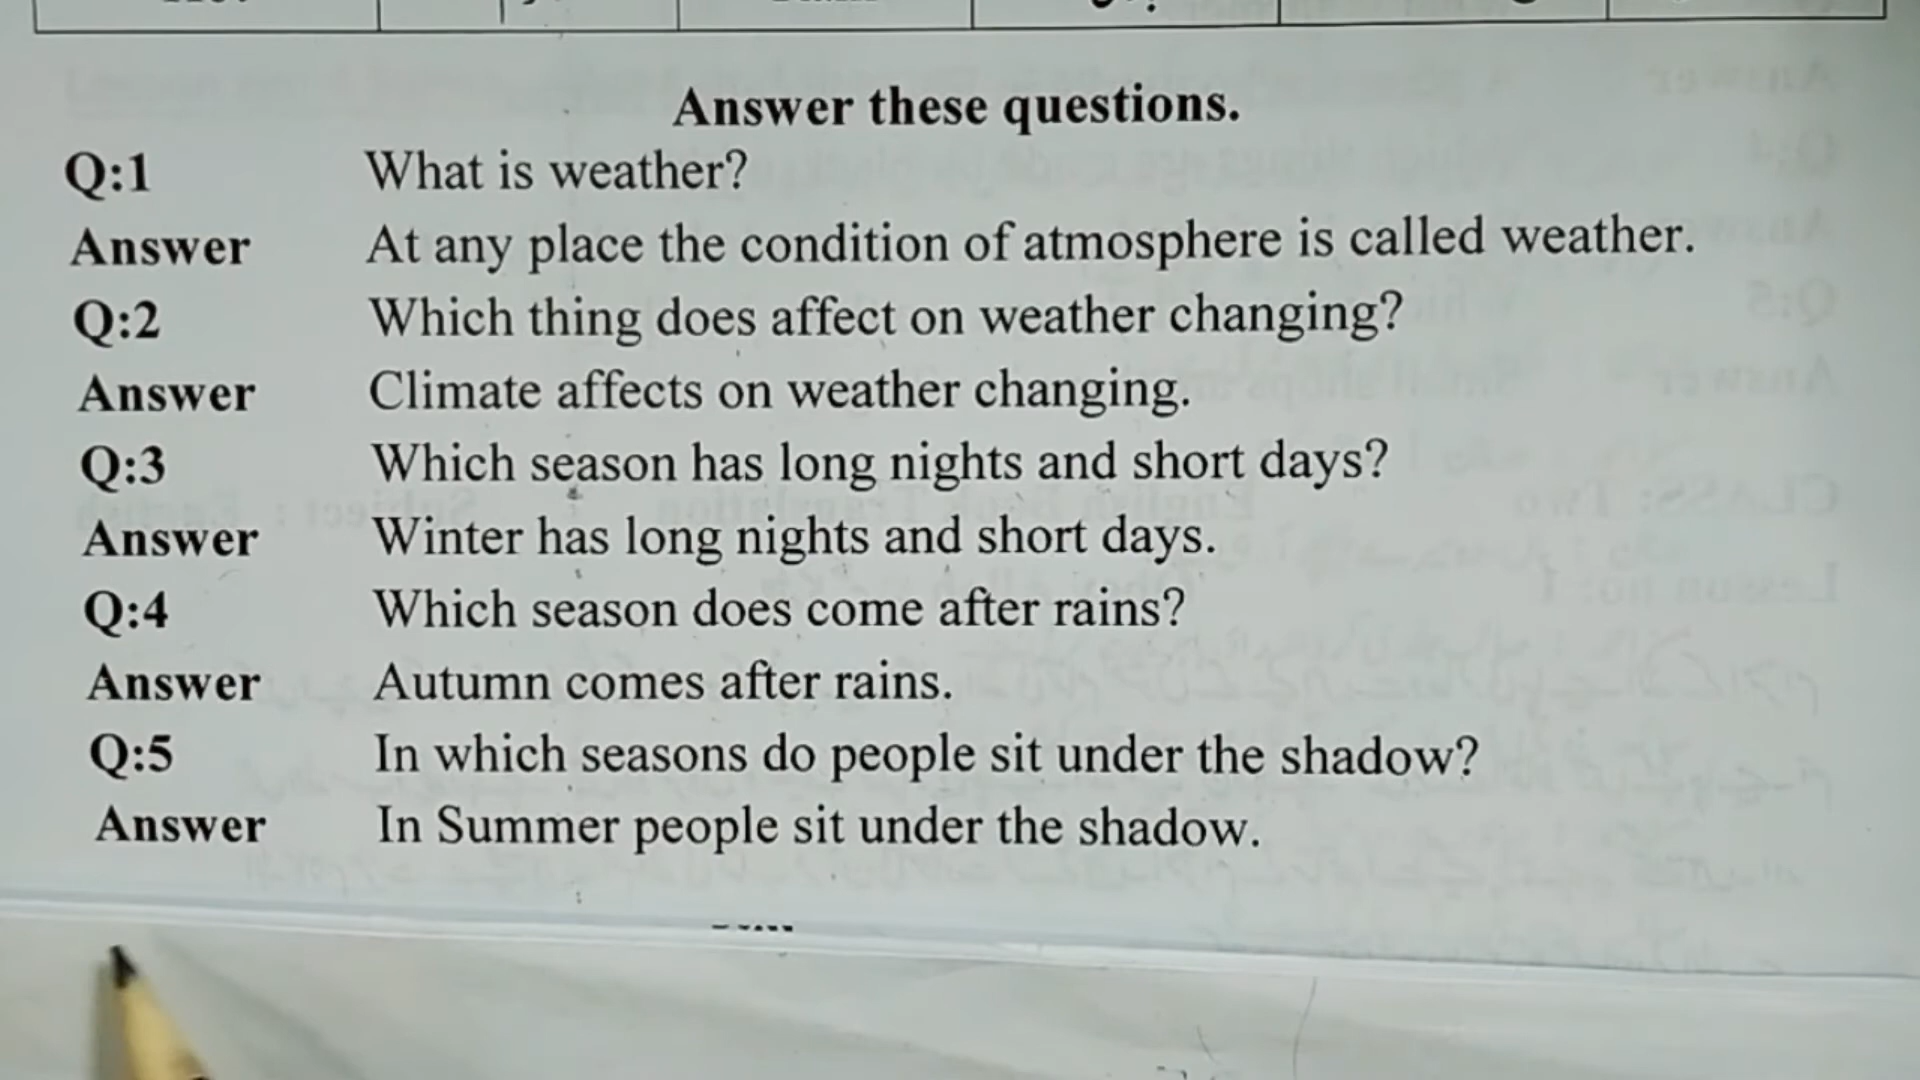 Answer these questions.
Q:1 What is weather?
Answer At any place the condition of atmosphere is called weather.
Q:2 Which thing does affect on weather changing?
Answer Climate affects on weather changing.
Q:3 Which season has long nights and short days?
Answer Winter has long nights and short days.
Q:4 Which season does come after rains?
Answer Autumn comes after rains.
Q:5 In which seasons do people sit under the shadow?
Answer In Summer people sit under the shadow.